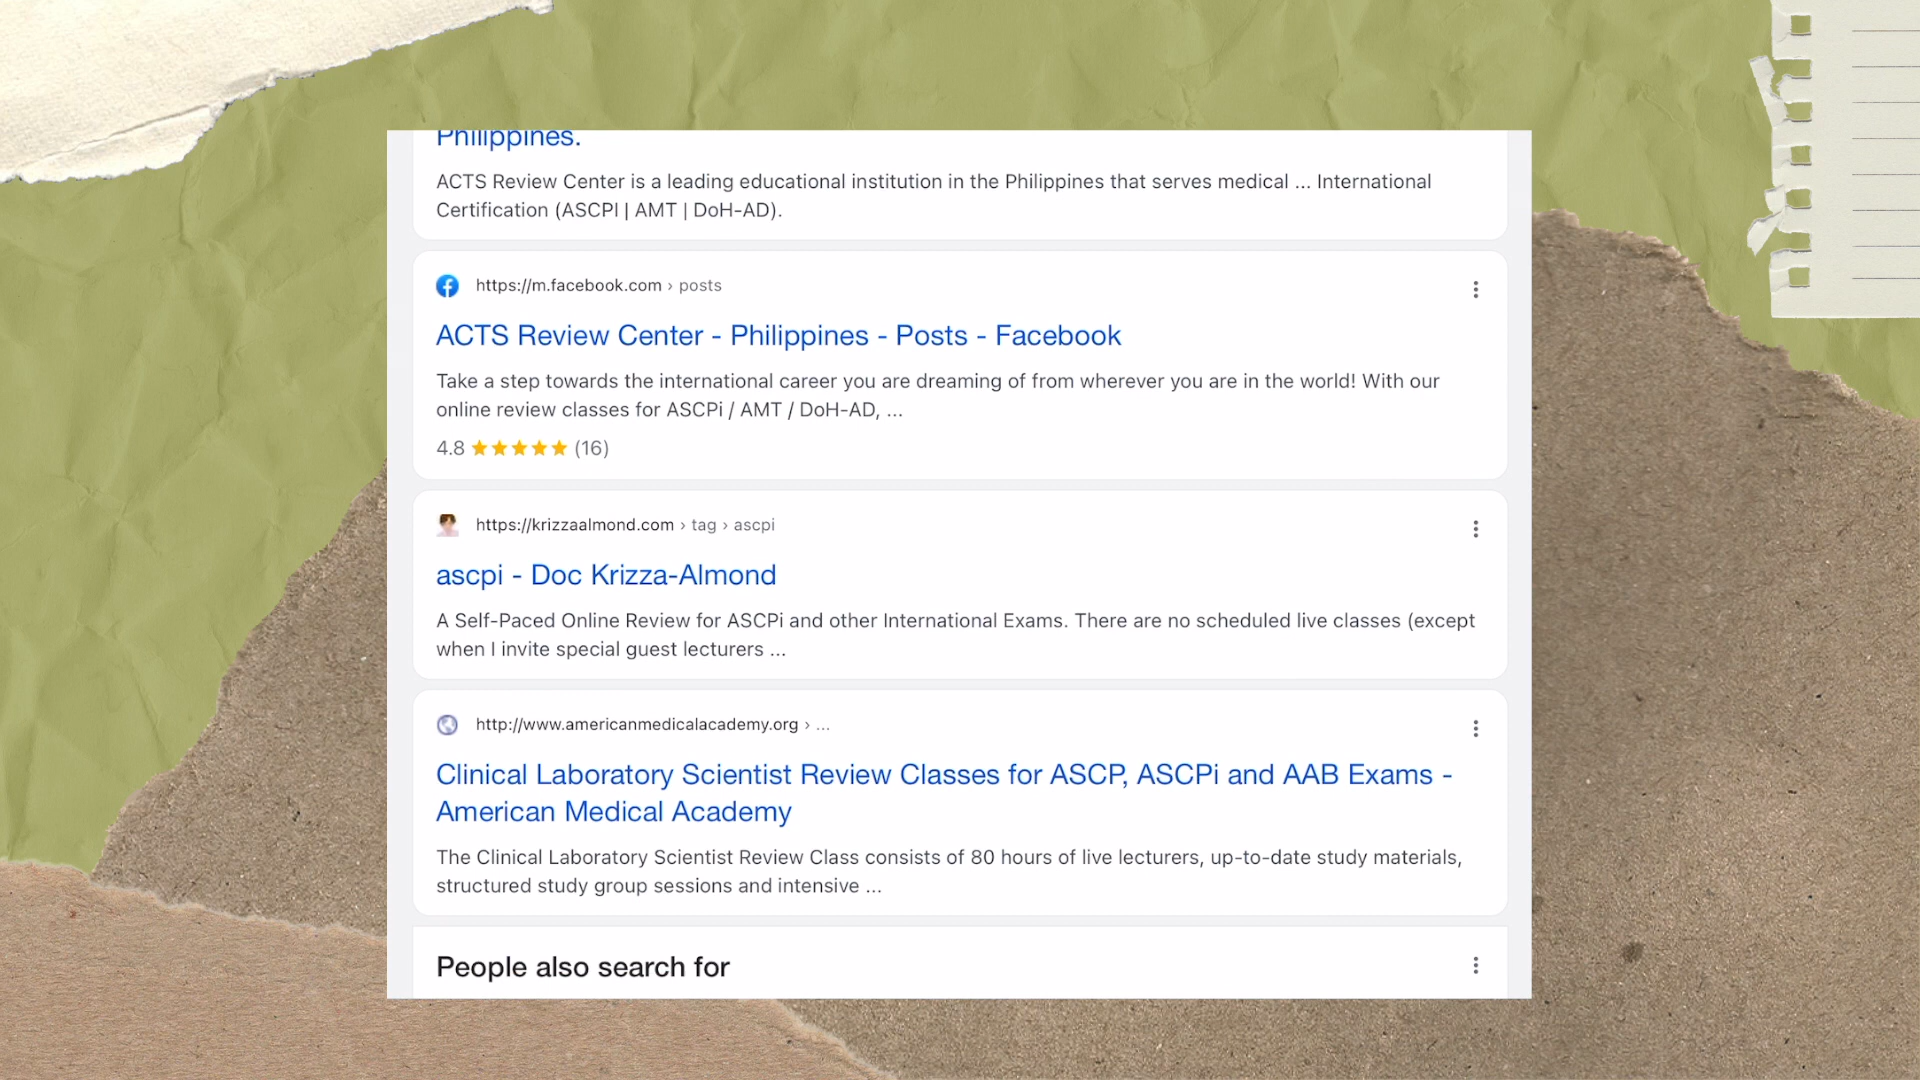 Philippines.
ACTS Review Center is a leading educational institution in the Philippines that serves medical ... International
Certification (ASCPI | AMT | DoH-AD).
https://m.facebook.com › posts
ACTS Review Center - Philippines - Posts - Facebook
Take a step towards the international career you are dreaming of from wherever you are in the world! With our
online review classes for ASCPi / AMT / DoH-AD, ...
4.8 ★★★★★ (16)
https://krizzaalmond.com › tag › ascpi
ascpi - Doc Krizza-Almond
A Self-Paced Online Review for ASCPi and other International Exams. There are no scheduled live classes (except
when I invite special guest lecturers ...
http://www.americanmedicalacademy.org › ...
Clinical Laboratory Scientist Review Classes for ASCP, ASCPi and AAB Exams -
American Medical Academy
The Clinical Laboratory Scientist Review Class consists of 80 hours of live lecturers, up-to-date study materials,
structured study group sessions and intensive ...
People also search for